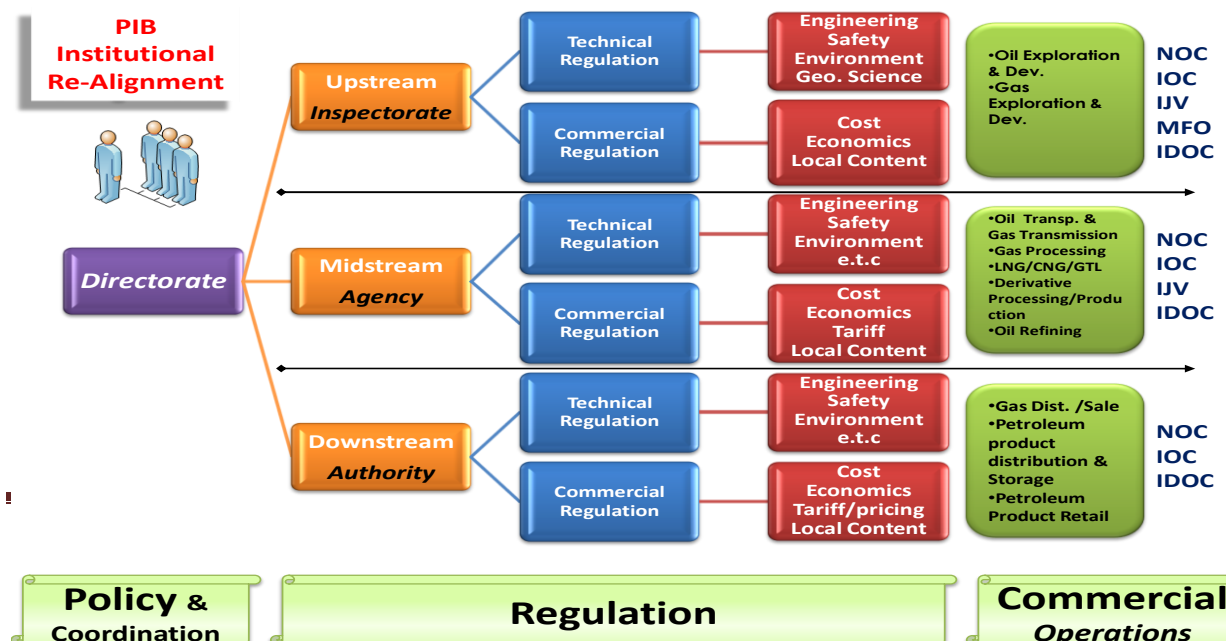 PIB
Institutional
Re-Alignment
Directorate
Upstream
Inspectorate
Technical
Regulation
Engineering
Safety
Environment
Geo. Science
Commercial
Regulation
Cost
Economics
Local Content
•Oil Exploration
& Dev.
•Gas
Exploration &
Dev.
NOC
IOC
IJV
MFO
IDOC
Midstream
Agency
Technical
Regulation
Engineering
Safety
Environment
e.t.c
Commercial
Regulation
Cost
Economics
Tariff
Local Content
•Oil Transp. &
Gas Transmission
•Gas Processing
•LNG/CNG/GTL
•Derivative
Processing/Produ
ction
•Oil Refining
NOC
IOC
IJV
IDOC
Downstream
Authority
Technical
Regulation
Engineering
Safety
Environment
e.t.c
Commercial
Regulation
Cost
Economics
Tariff/pricing
Local Content
•Gas Dist. /Sale
•Petroleum
product
distribution &
Storage
•Petroleum
Product Retail
NOC
IOC
IDOC
Policy &
Coordination
Regulation
Commercial
Operations